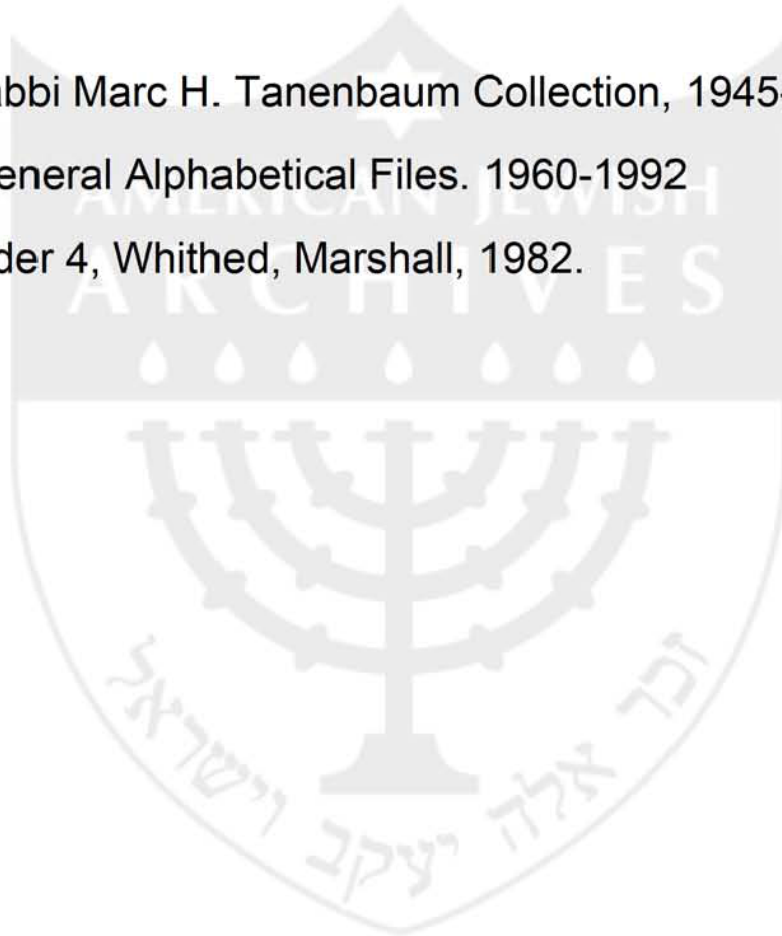 abbi Marc H. Tanenbaum Collection, 1945-
eneral Alphabetical Files. 1960-1992
AMERICAN JEWISH
der 4, Whithed, Marshall, 1982.
ARCHIVES
זכר אלה יעקב וישראל